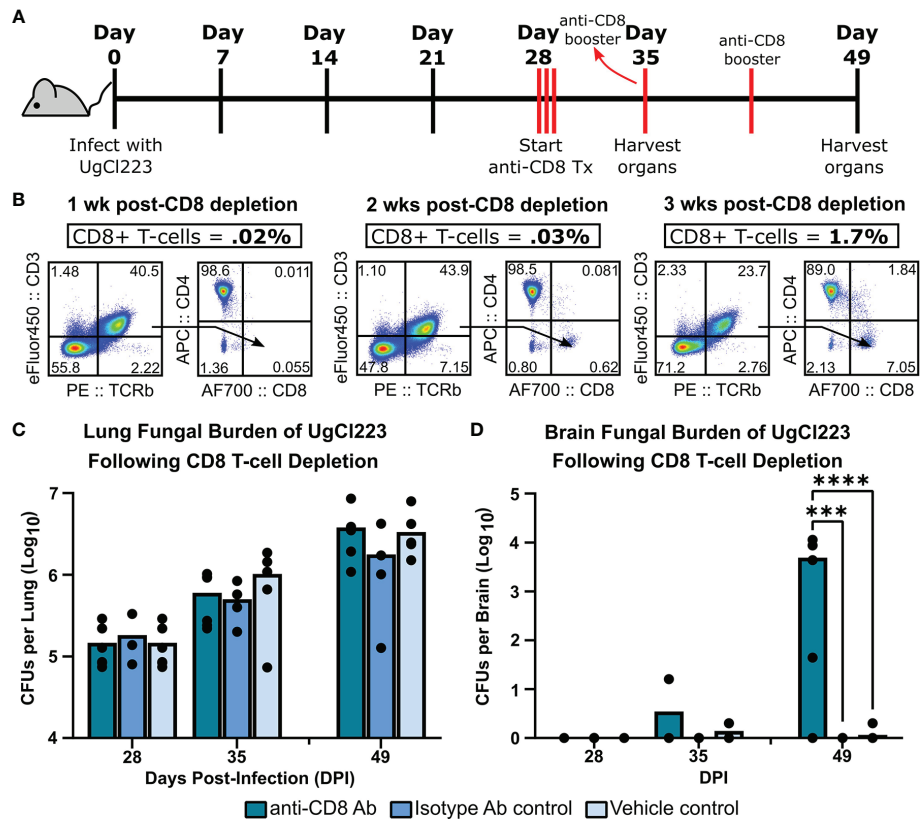 A
Day 0
Day 7
Day 14
Day 21
Day 28
anti-CD8 booster
Day 35
anti-CD8 booster
Day 49
Infect with UgCl223
Start anti-CD8 Tx
Harvest organs
Harvest organs
B
1 wk post-CD8 depletion
CD8+ T-cells = .02%
eFluor450 :: CD3
1.48 40.5
55.8 2.22
PE :: TCRb
APC :: CD4
98.6 0.011
1.36 0.055
AF700 :: CD8
2 wks post-CD8 depletion
CD8+ T-cells = .03%
eFluor450 :: CD3
1.10 43.9
47.8 7.15
PE :: TCRb
APC :: CD4
98.5 0.081
0.80 0.62
AF700 :: CD8
3 wks post-CD8 depletion
CD8+ T-cells = 1.7%
eFluor450 :: CD3
2.33 23.7
71.2 2.76
PE :: TCRb
APC :: CD4
89.0 1.84
2.13 7.05
AF700 :: CD8
C
Lung Fungal Burden of UgCl223
Following CD8 T-cell Depletion
CFUs per Lung (Log10)
7
6
5
4
28 35 49
Days Post-Infection (DPI)
D
Brain Fungal Burden of UgCl223
Following CD8 T-cell Depletion
CFUs per Brain (Log10)
5
4
3
2
1
0
****
***
28 35 49
DPI
anti-CD8 Ab Isotype Ab control Vehicle control